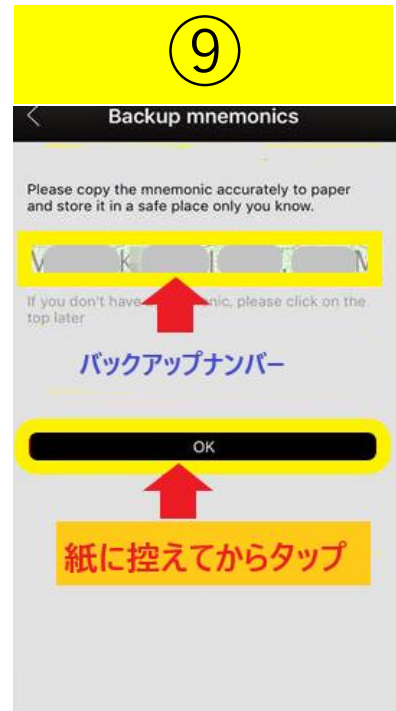 ⑨
Backup mnemonics
Please copy the mnemonic accurately to paper
and store it in a safe place only you know.
If you don't have nic, please click on the
top later
バックアップナンバー
OK
紙に控えてからタップ